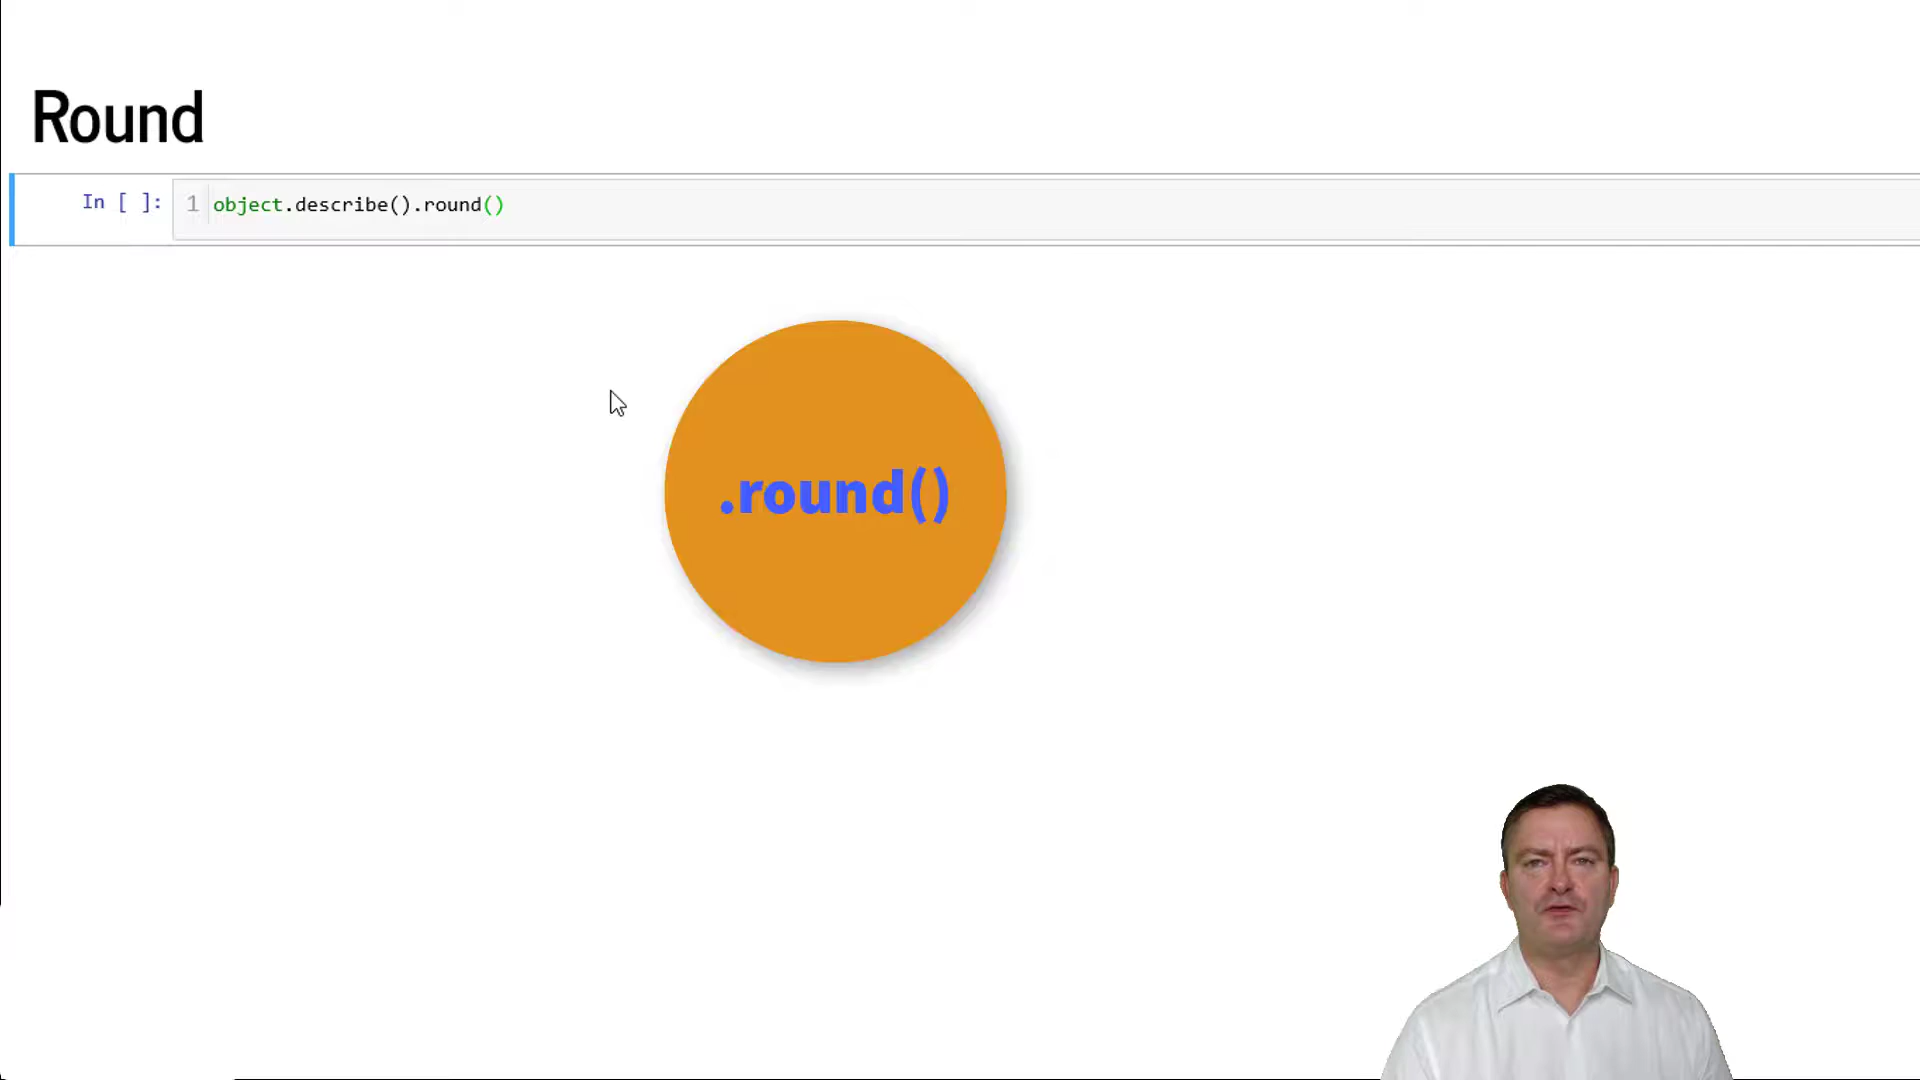 Round
In [ ]:
1 object.describe().round()
.round()